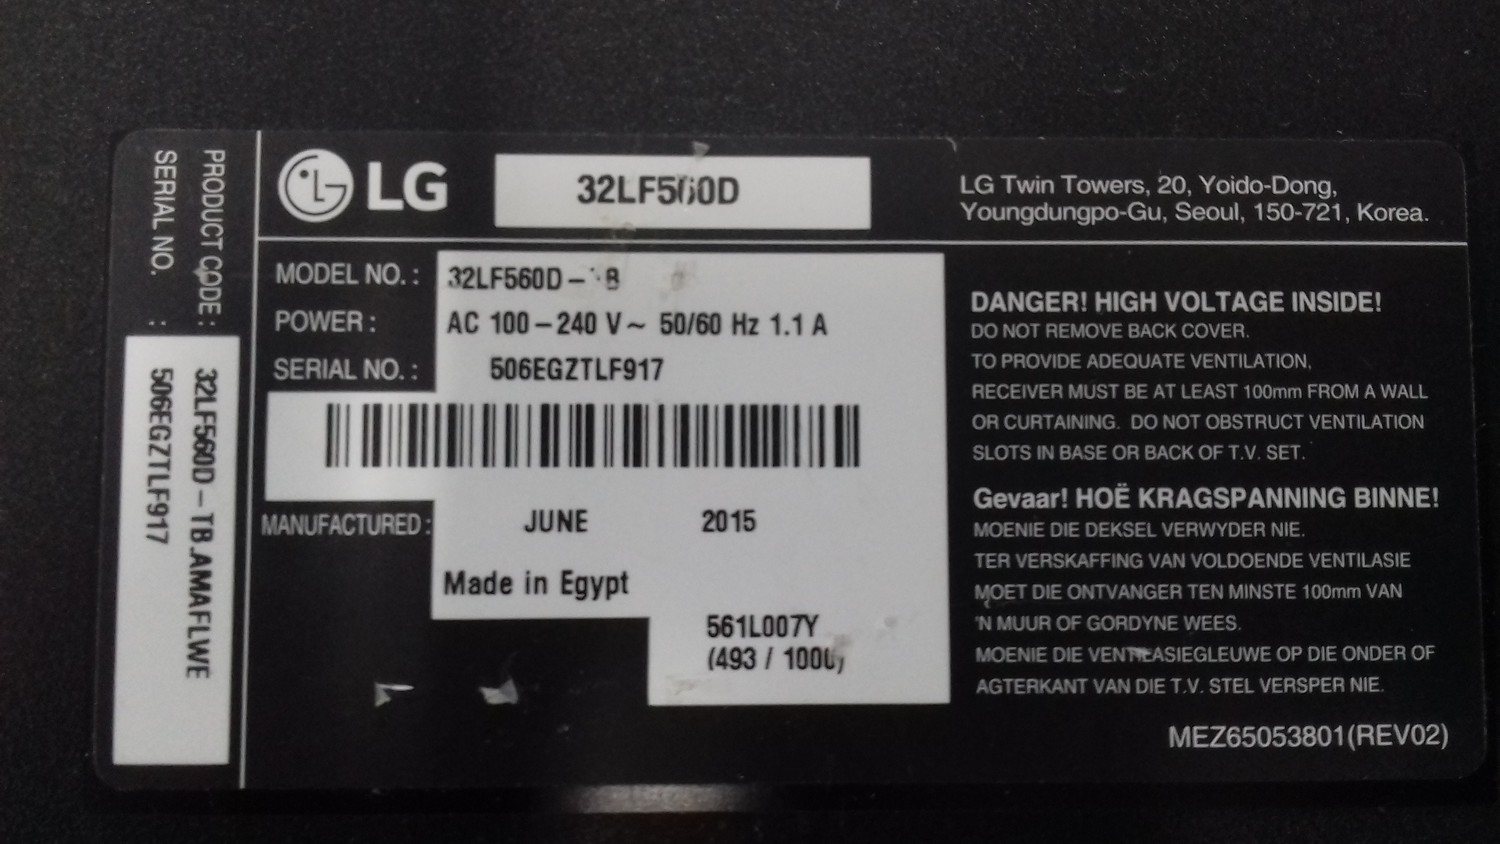 PRODUCT CODE : 32LF560D - TB.AMAFLWE
SERIAL NO. : 506EGZTLF917
LG
32LF560D
LG Twin Towers, 20, Yoido-Dong,
Youngdungpo-Gu, Seoul, 150-721, Korea.
MODEL NO. : 32LF560D - TB
POWER : AC 100 - 240 V ~ 50/60 Hz 1.1 A
SERIAL NO. : 506EGZTLF917
MANUFACTURED : JUNE 2015
Made in Egypt
561L007Y
(493 / 1000)
DANGER! HIGH VOLTAGE INSIDE!
DO NOT REMOVE BACK COVER.
TO PROVIDE ADEQUATE VENTILATION,
RECEIVER MUST BE AT LEAST 100mm FROM A WALL
OR CURTAINING. DO NOT OBSTRUCT VENTILATION
SLOTS IN BASE OR BACK OF T.V. SET.
Gevaar! HOË KRAGSPANNING BINNE!
MOENIE DIE DEKSEL VERWYDER NIE.
TER VERSKAFFING VAN VOLDOENDE VENTILASIE
MOET DIE ONTVANGER TEN MINSTE 100mm VAN
'N MUUR OF GORDYNE WEES.
MOENIE DIE VENTILASIEGLEUWE OP DIE ONDER OF
AGTERKANT VAN DIE T.V. STEL VERSPER NIE.
MEZ65053801(REV02)